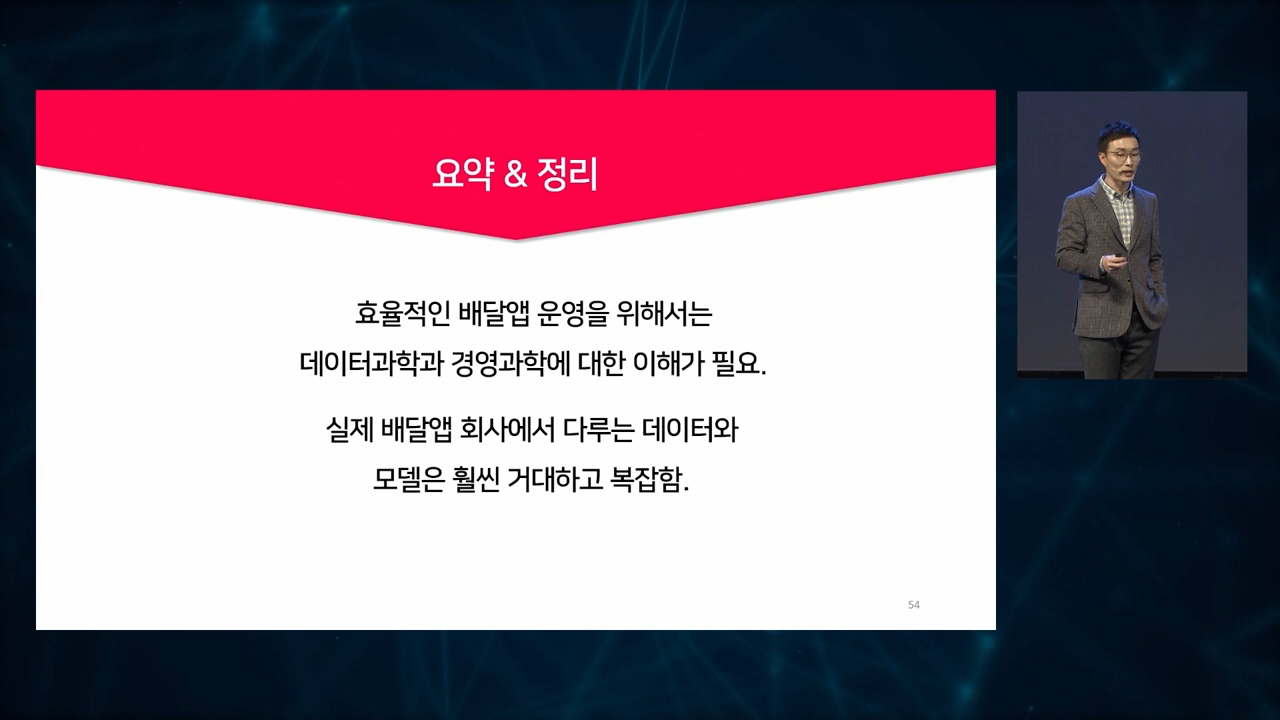 요약 & 정리
효율적인 배달앱 운영을 위해서는
데이터과학과 경영과학에 대한 이해가 필요.
실제 배달앱 회사에서 다루는 데이터와
모델은 훨씬 거대하고 복잡함.
54